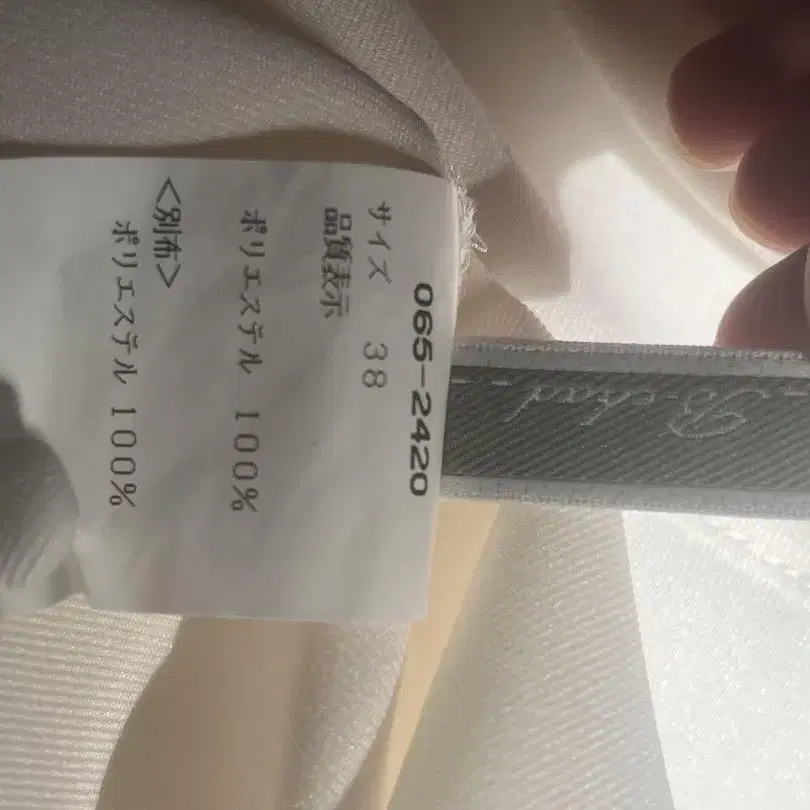 065-2420
サイズ 38
品質表示
ポリエステル 100%
<別布>
ポリエステル 100%
B・chad